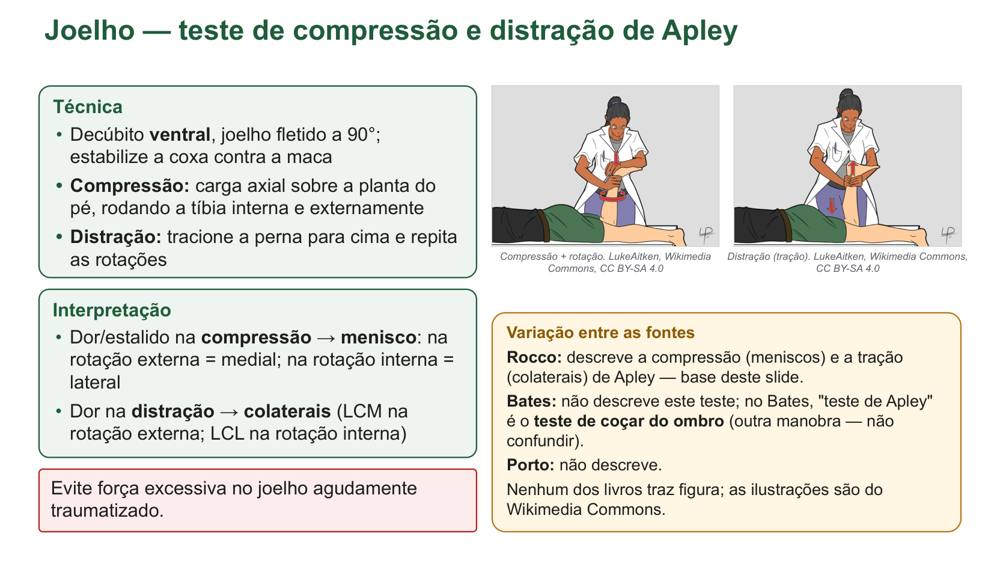 Joelho — teste de compressão e distração de Apley
Técnica
• Decúbito ventral, joelho fletido a 90°;
estabilize a coxa contra a maca
• Compressão: carga axial sobre a planta do
pé, rodando a tíbia interna e externamente
• Distração: tracione a perna para cima e repita
as rotações
Interpretação
• Dor/estalido na compressão → menisco: na
rotação externa = medial; na rotação interna =
lateral
• Dor na distração → colaterais (LCM na
rotação externa; LCL na rotação interna)
Evite força excessiva no joelho agudamente
traumatizado.
Compressão + rotação. LukeAitken, Wikimedia
Commons, CC BY-SA 4.0
Distração (tração). LukeAitken, Wikimedia Commons,
CC BY-SA 4.0
Variação entre as fontes
Rocco: descreve a compressão (meniscos) e a tração
(colaterais) de Apley — base deste slide.
Bates: não descreve este teste; no Bates, "teste de Apley"
é o teste de coçar do ombro (outra manobra — não
confundir).
Porto: não descreve.
Nenhum dos livros traz figura; as ilustrações são do
Wikimedia Commons.